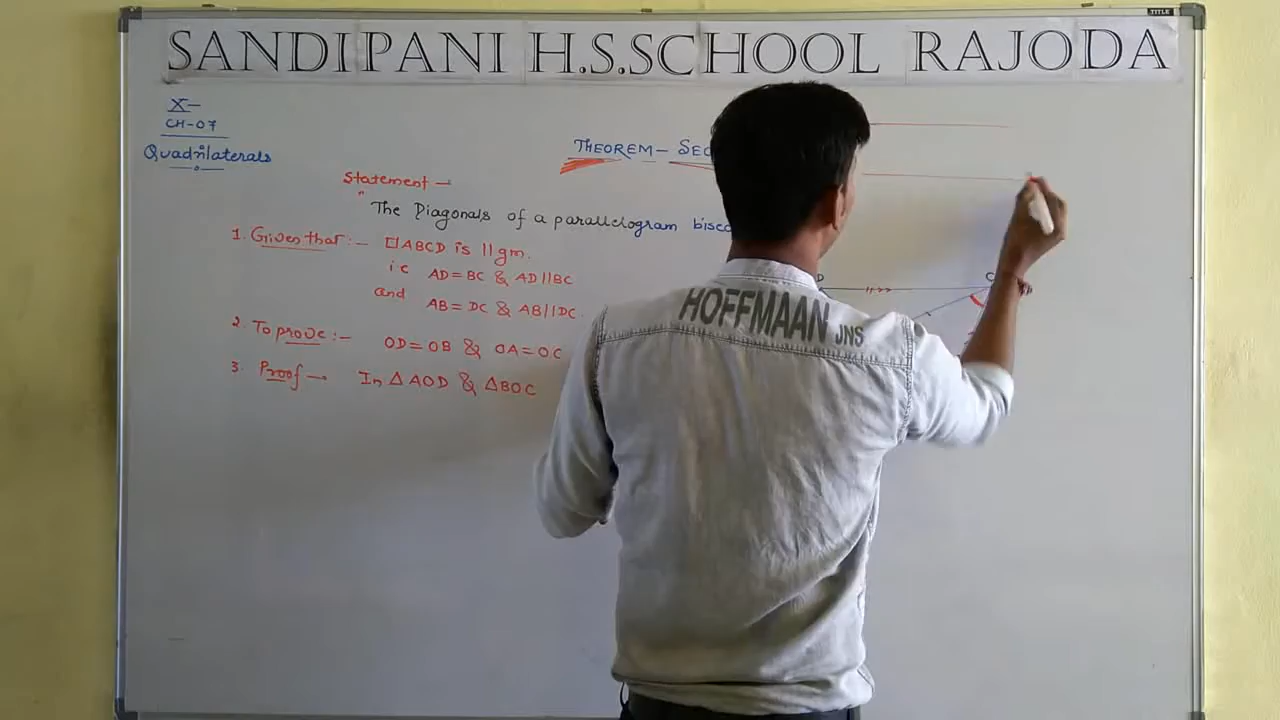 TITLE
SANDIPANI H.S.SCHOOL RAJODA
X-
CH-07
Quadrilaterals
THEOREM- SEC
Statement -
"The Diagonals of a parallelogram
1. Given that:- □ABCD is 11gm.
i.e AD=BC & AD||BC
and AB=DC & AB||DC.
2. To prove:- OD=OB & OA=OC
3. Proof → In △AOD & △BOC
D
C
HOFFMAAN JNS